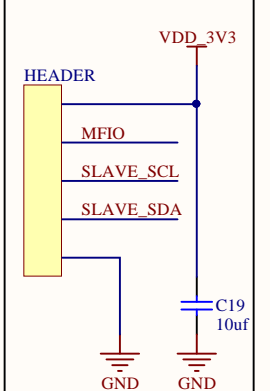 VDD_3V3
HEADER
MFIO
SLAVE_SCL
SLAVE_SDA
C19
10uf
GND
GND